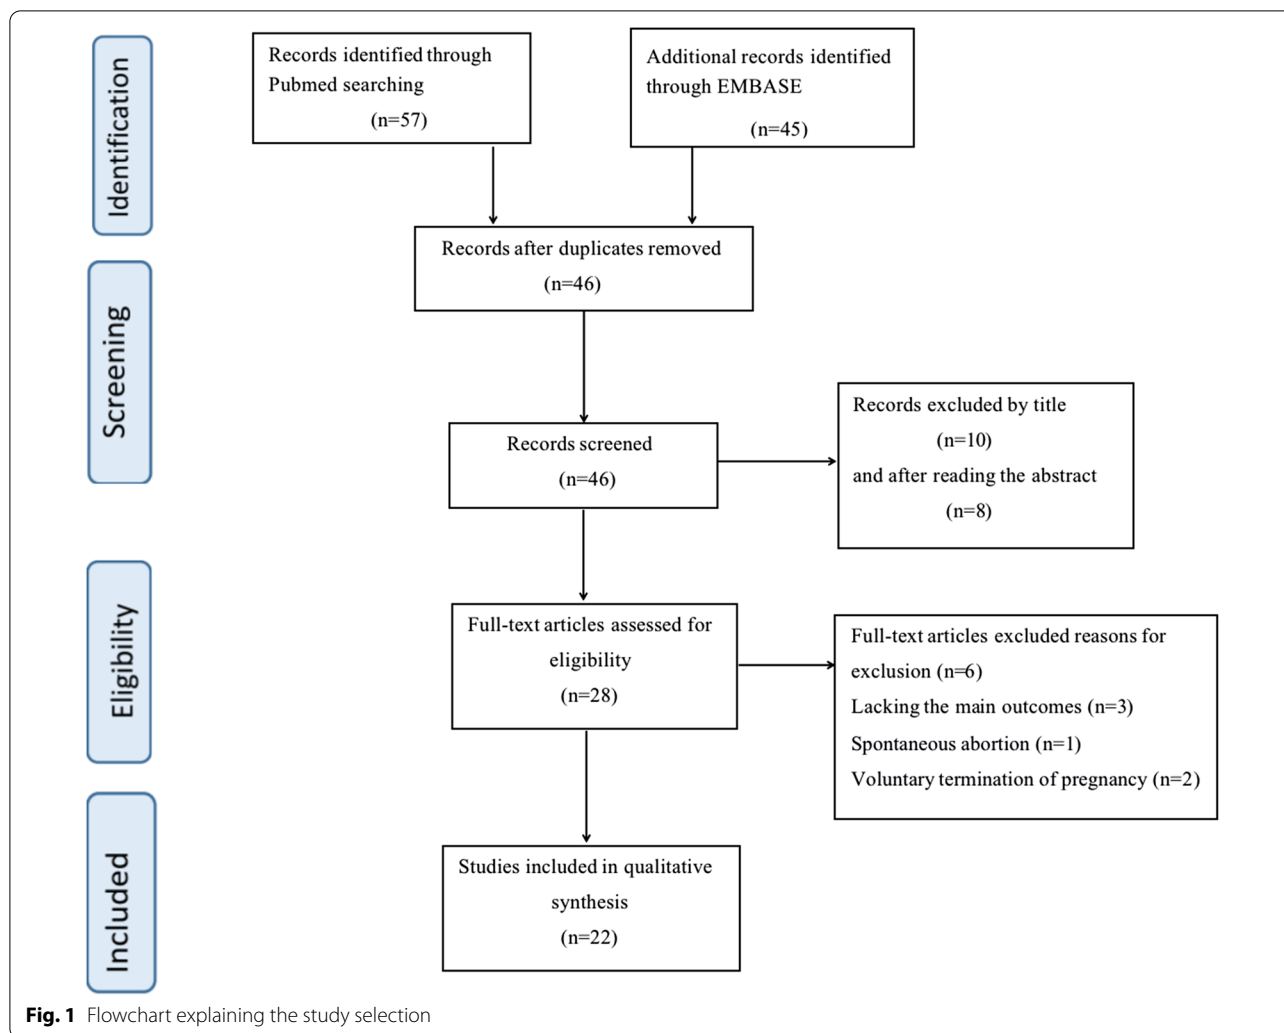 Identification
Records identified through
Pubmed searching
(n=57)
Additional records identified
through EMBASE
(n=45)
Records after duplicates removed
(n=46)
Screening
Records screened
(n=46)
Records excluded by title
(n=10)
and after reading the abstract
(n=8)
Eligibility
Full-text articles assessed for
eligibility
(n=28)
Full-text articles excluded reasons for
exclusion (n=6)
Lacking the main outcomes (n=3)
Spontaneous abortion (n=1)
Voluntary termination of pregnancy (n=2)
Included
Studies included in qualitative
synthesis
(n=22)
Fig. 1 Flowchart explaining the study selection